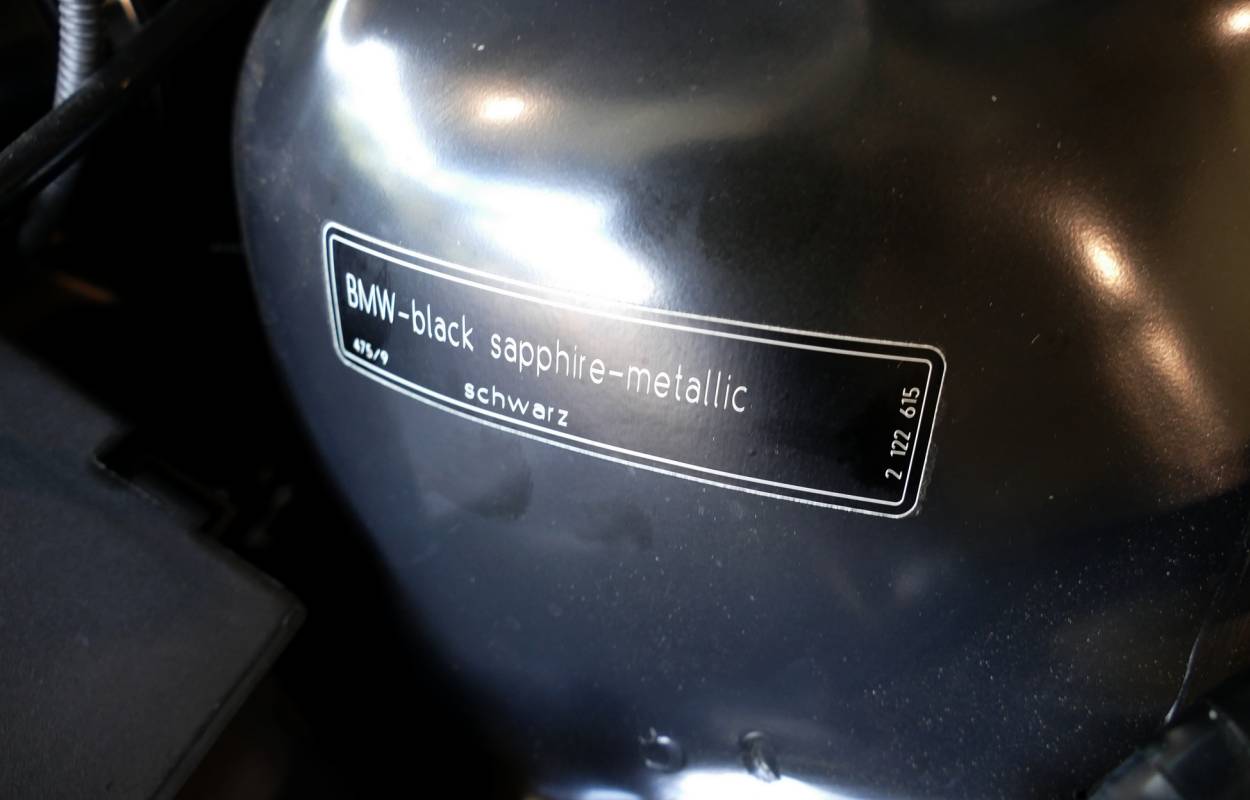 BMW-black sapphire-metallic
475/9
schwarz
2 122 615